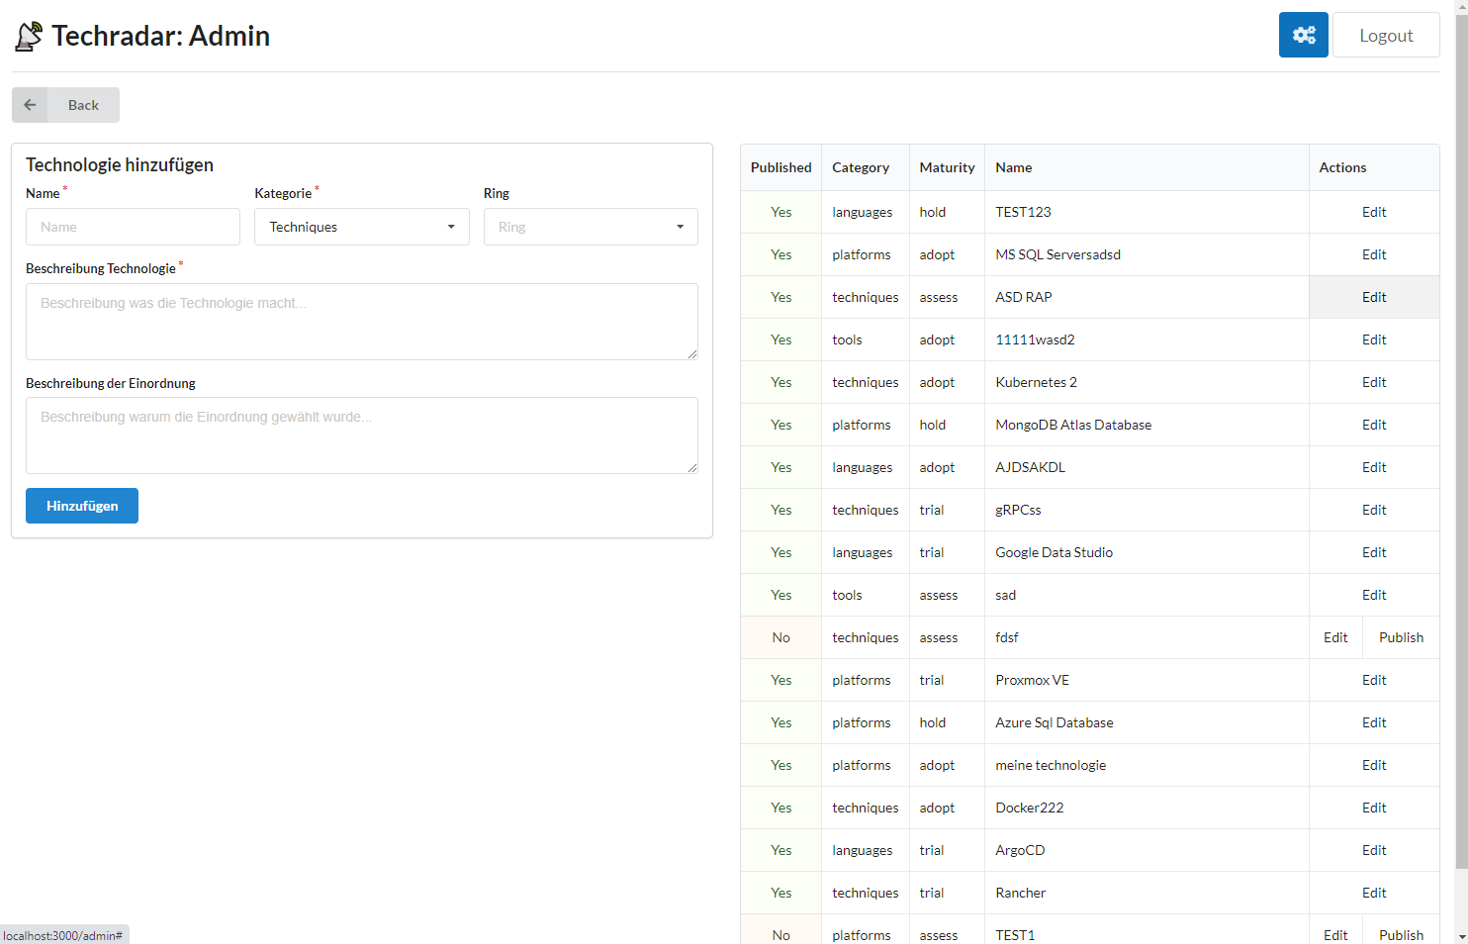 Techradar: Admin
Logout
Back
Technologie hinzufügen
Name * Kategorie * Ring
Name Techniques Ring
Beschreibung Technologie *
Beschreibung was die Technologie macht...
Beschreibung der Einordnung
Beschreibung warum die Einordnung gewählt wurde...
Hinzufügen
Published Category Maturity Name Actions
Yes languages hold TEST123 Edit
Yes platforms adopt MS SQL Serversadsd Edit
Yes techniques assess ASD RAP Edit
Yes tools adopt 11111wasd2 Edit
Yes techniques adopt Kubernetes 2 Edit
Yes platforms hold MongoDB Atlas Database Edit
Yes languages adopt AJDSAKDL Edit
Yes techniques trial gRPCss Edit
Yes languages trial Google Data Studio Edit
Yes tools assess sad Edit
No techniques assess fdsf Edit Publish
Yes platforms trial Proxmox VE Edit
Yes platforms hold Azure Sql Database Edit
Yes platforms adopt meine technologie Edit
Yes techniques adopt Docker222 Edit
Yes languages trial ArgoCD Edit
Yes techniques trial Rancher Edit
No platforms assess TEST1 Edit Publish
localhost:3000/admin#